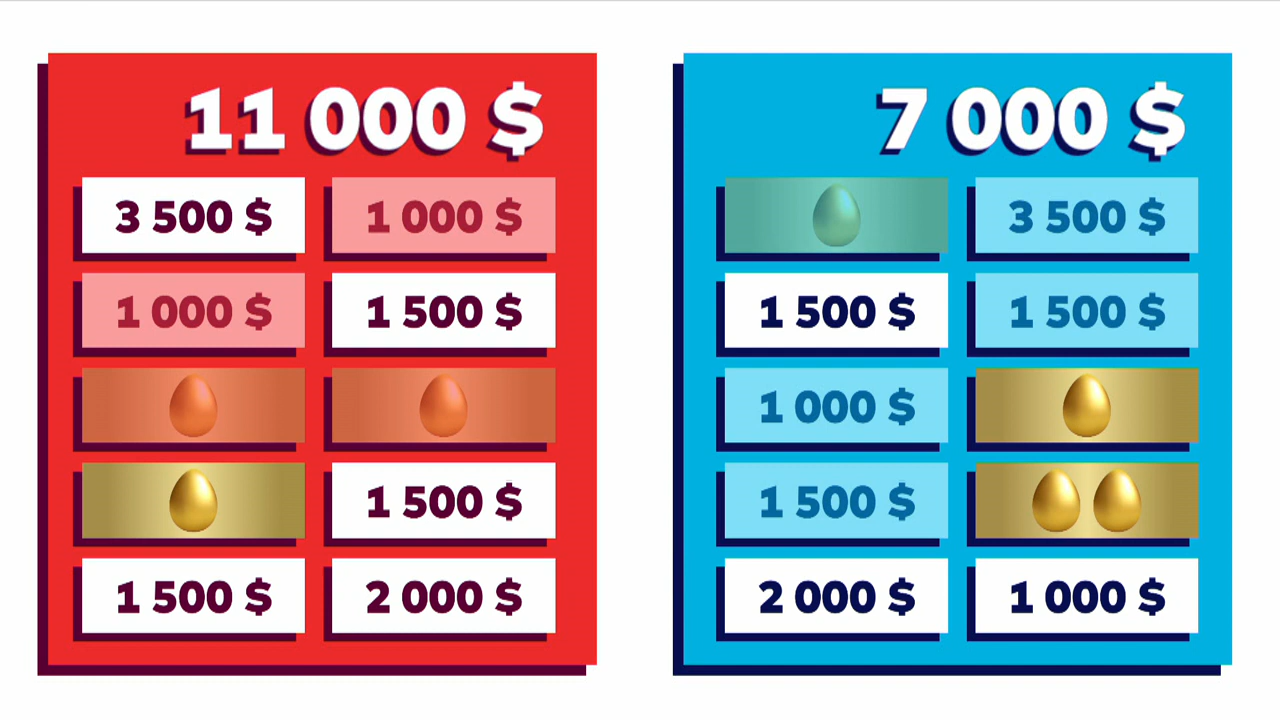 11 000 $
3 500 $ 1 000 $
1 000 $ 1 500 $
1 500 $
1 500 $ 2 000 $
7 000 $
3 500 $
1 500 $ 1 500 $
1 000 $
1 500 $
2 000 $ 1 000 $